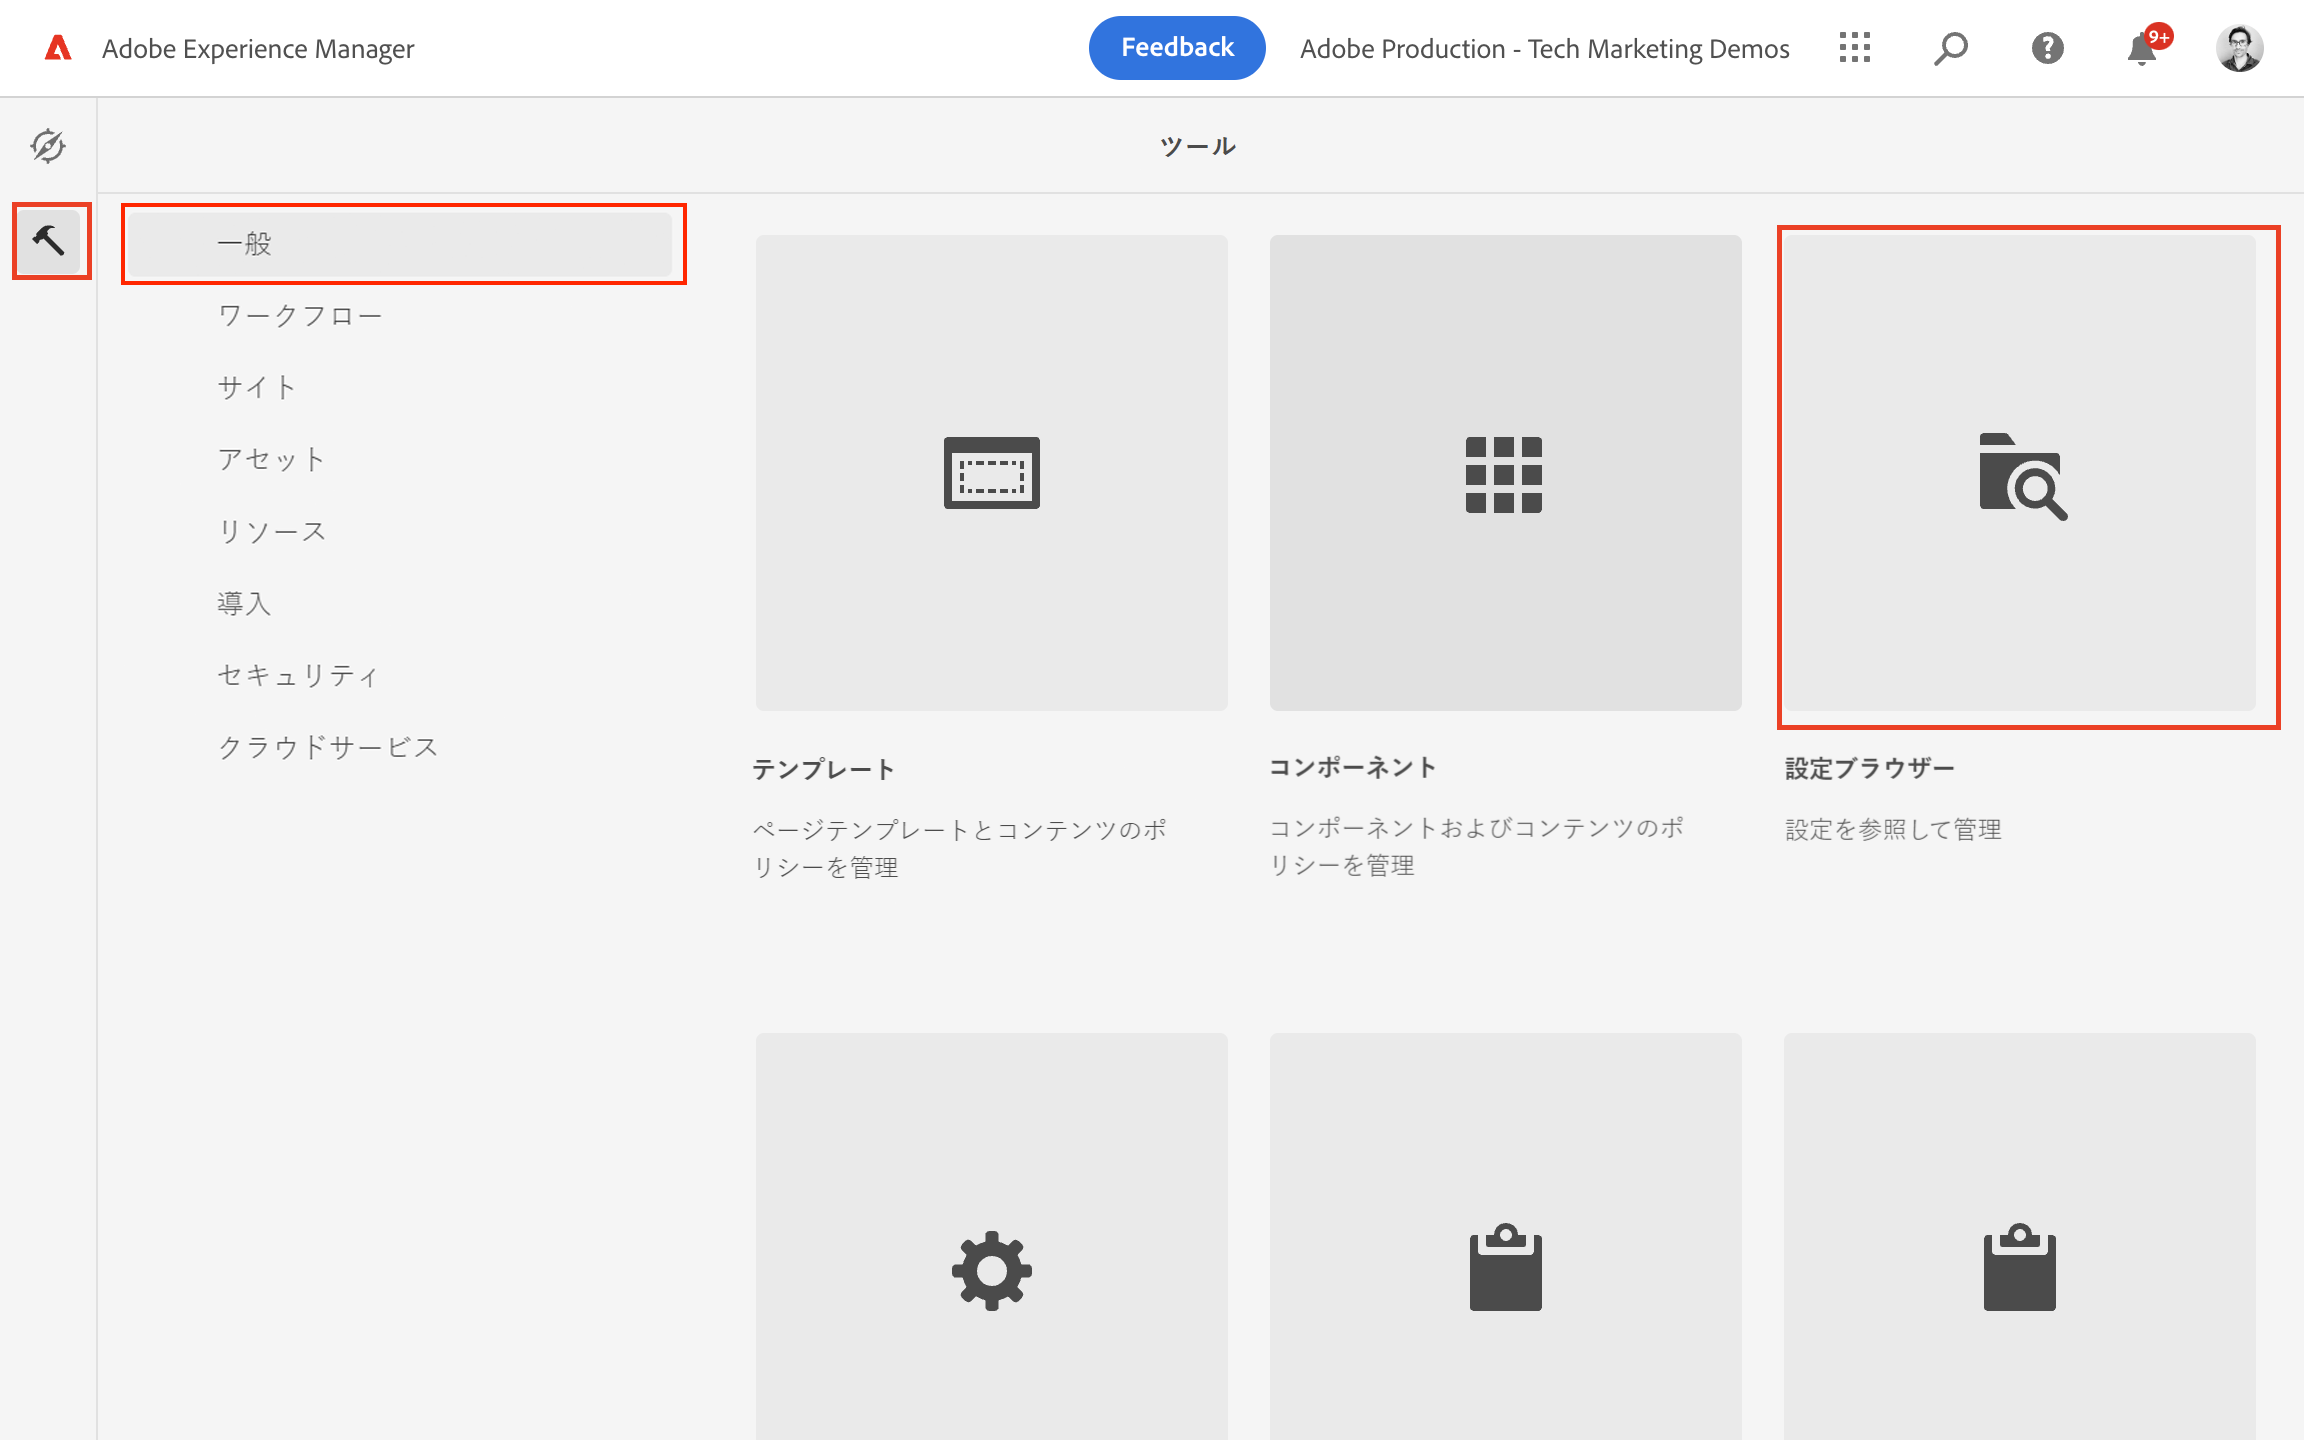 Adobe Experience Manager
Feedback
Adobe Production - Tech Marketing Demos
9+
ツール
一般
ワークフロー
サイト
アセット
リソース
導入
セキュリティ
クラウドサービス
テンプレート
ページテンプレートとコンテンツのポ
リシーを管理
コンポーネント
コンポーネントおよびコンテンツのポ
リシーを管理
設定ブラウザー
設定を参照して管理